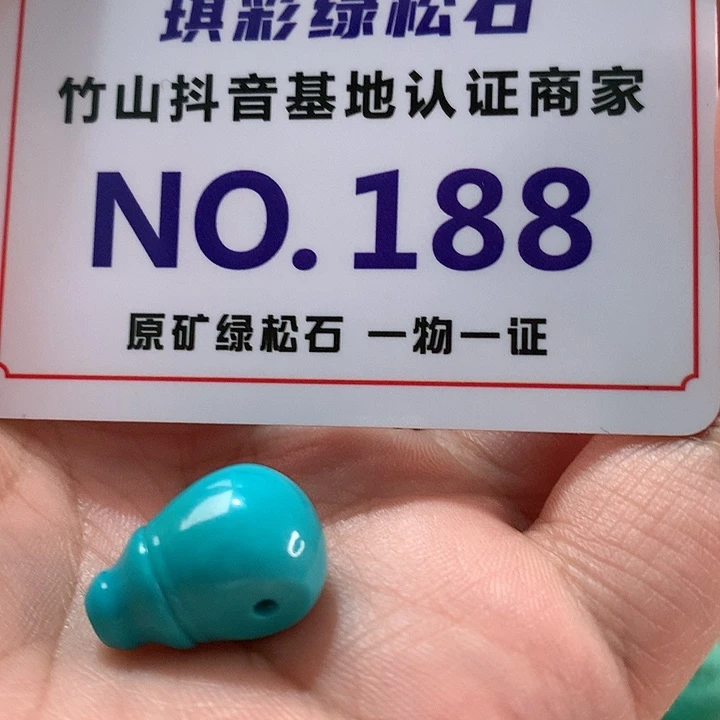 琪彩绿松石
竹山抖音基地认证商家
NO.188
原矿绿松石 一物一证